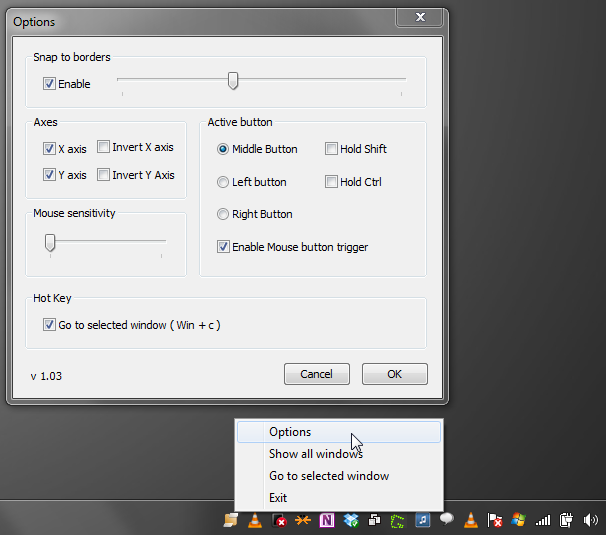 Options
Snap to borders
Enable
Axes
X axis Invert X axis
Y axis Invert Y Axis
Mouse sensitivity
Active button
Middle Button Hold Shift
Left button Hold Ctrl
Right Button
Enable Mouse button trigger
Hot Key
Go to selected window ( Win + c )
v 1.03 Cancel OK
Options
Show all windows
Go to selected window
Exit
N